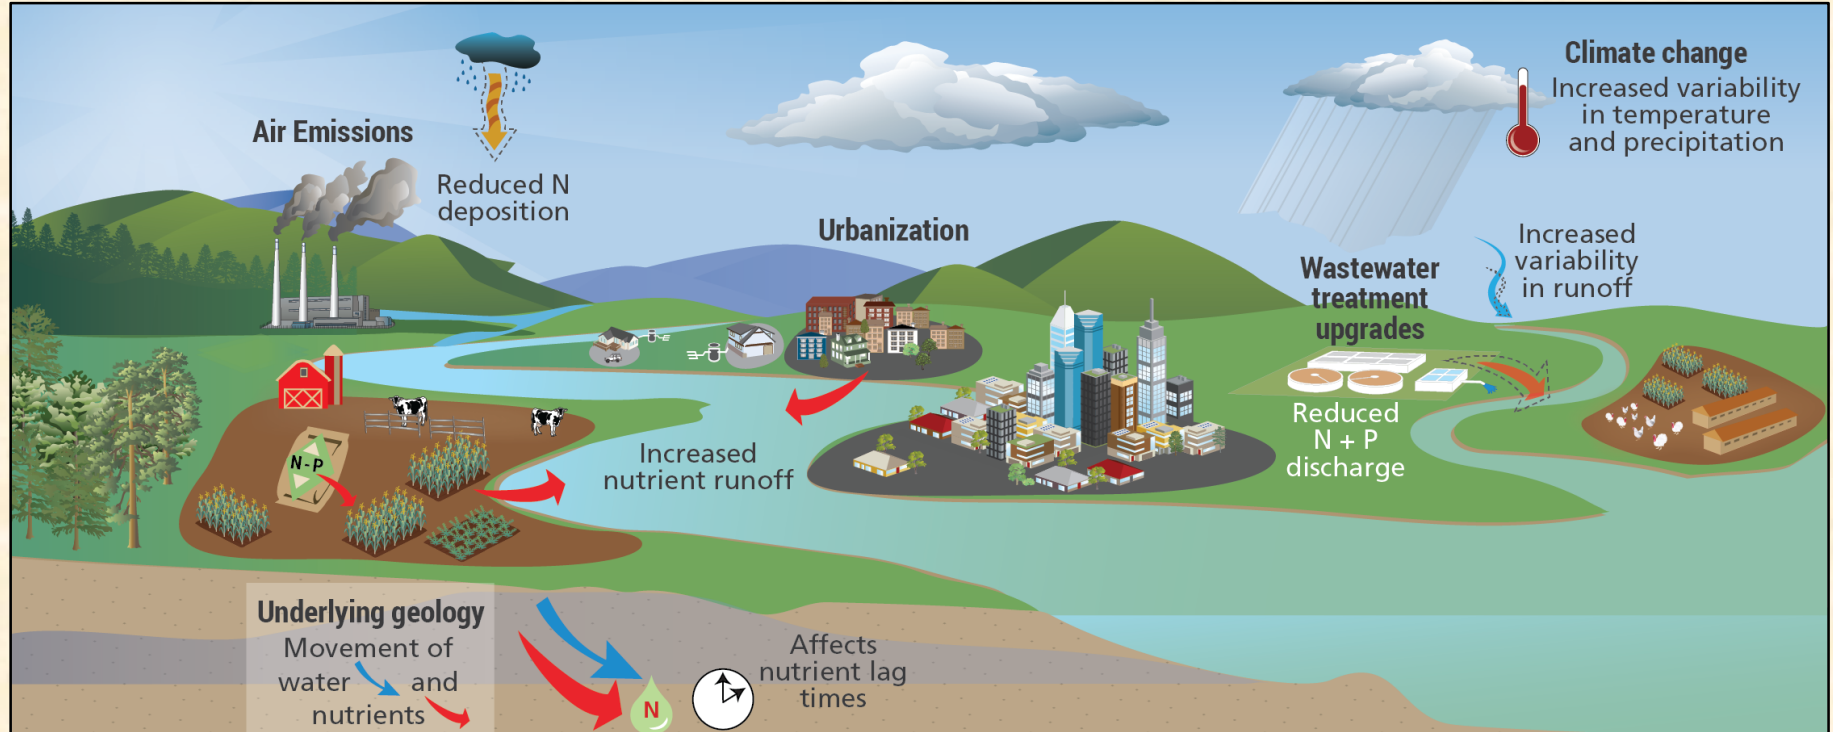 Air Emissions
Reduced N
deposition
Urbanization
Climate change
Increased variability
in temperature
and precipitation
Increased
variability
in runoff
Wastewater
treatment
upgrades
Reduced
N + P
discharge
N-P
Increased
nutrient runoff
Underlying geology
Movement of
water and
nutrients
N
Affects
nutrient lag
times